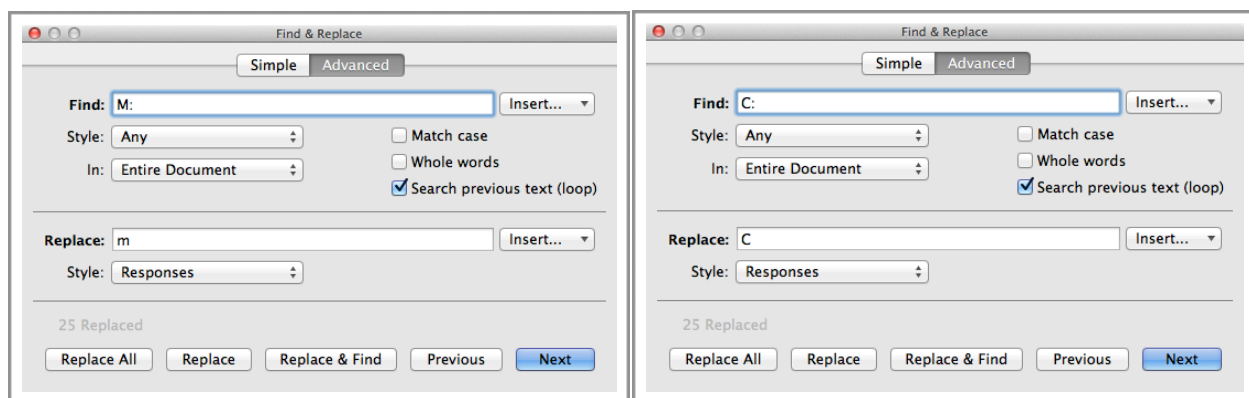 Find & Replace
Simple Advanced
Find: M: Insert...
Style: Any Match case
Whole words
In: Entire Document
Search previous text (loop)
Replace: m Insert...
Style: Responses
25 Replaced
Replace All Replace Replace & Find Previous Next
Find & Replace
Simple Advanced
Find: C: Insert...
Style: Any Match case
Whole words
In: Entire Document
Search previous text (loop)
Replace: C Insert...
Style: Responses
25 Replaced
Replace All Replace Replace & Find Previous Next